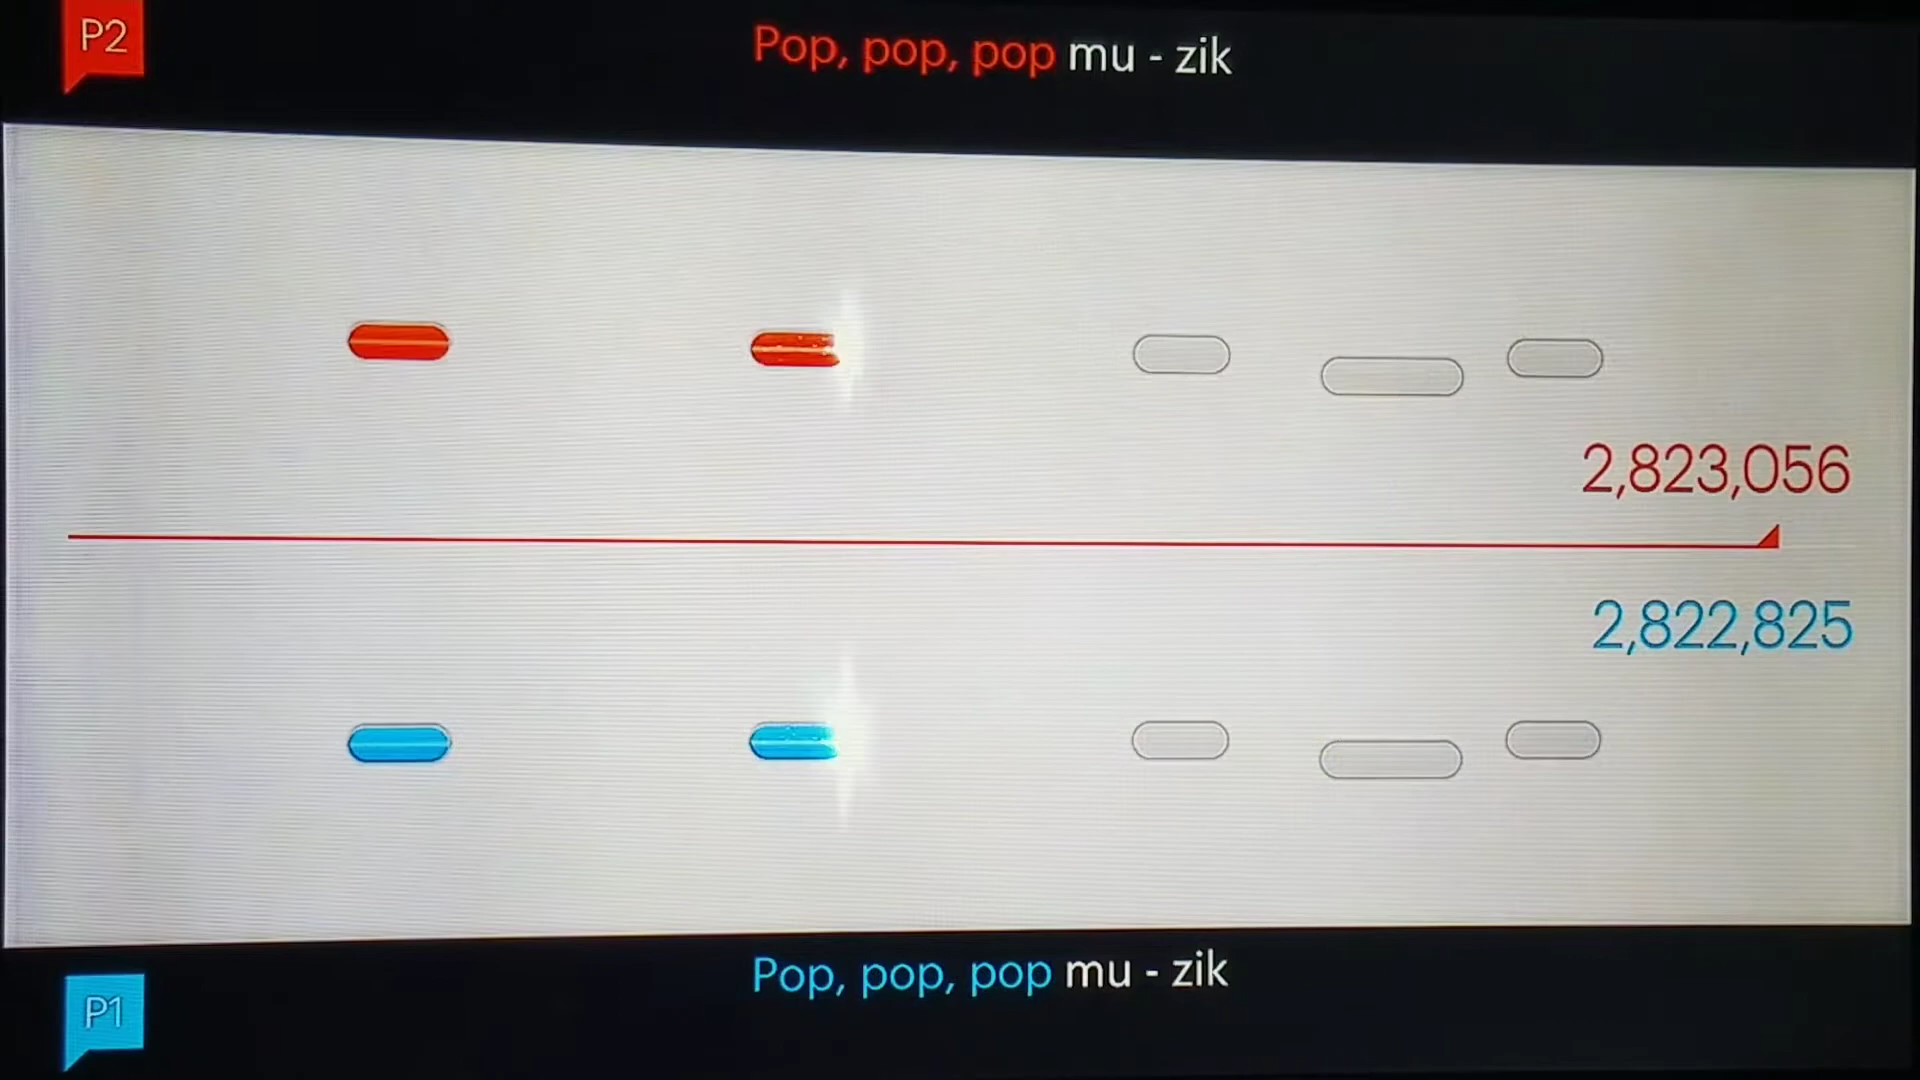 P2
Pop, pop, pop mu - zik
2,823,056
2,822,825
Pop, pop, pop mu - zik
P1